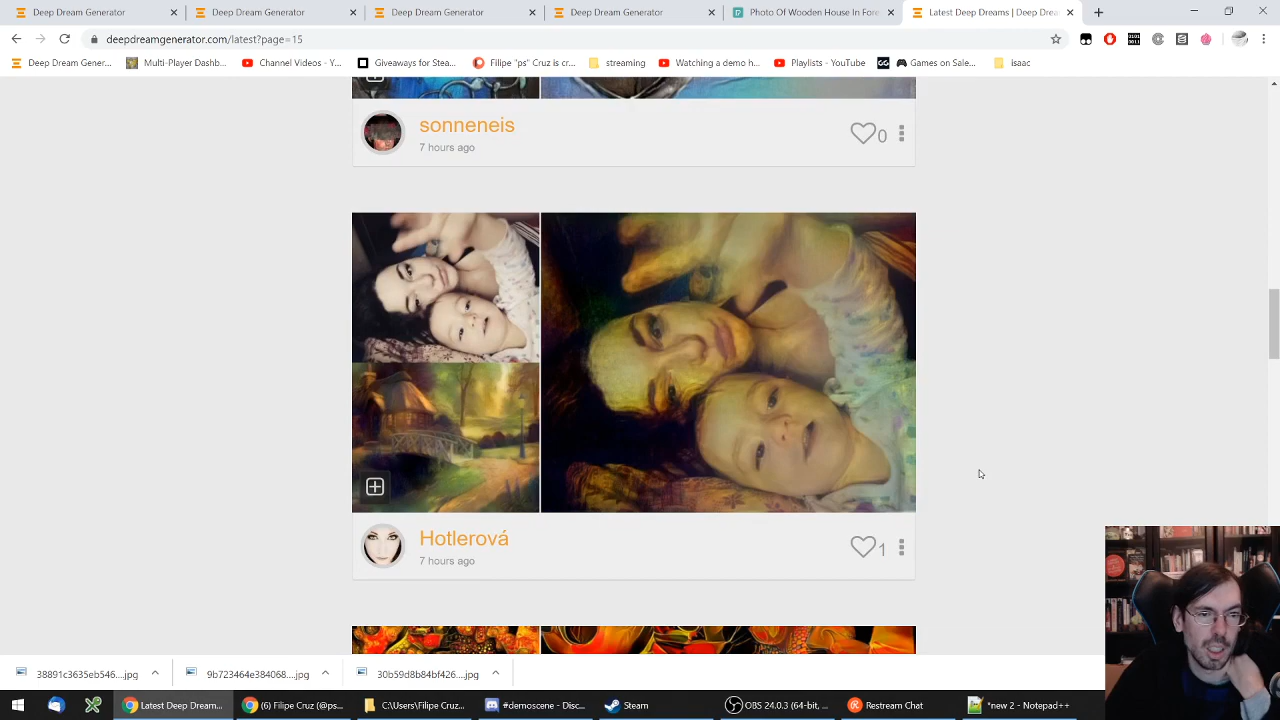 Deep Dream Generator
Deep Dream Generator
Deep Dream Generator
Deep Dream Generator
Photo Of Wooden House In Fore
Latest Deep Dreams | Deep Drea
deepdreamgenerator.com/latest?page=15
Deep Dream Gener...
Multi-Player Dashb...
Channel Videos - Y...
Giveaways for Stea...
Filipe "ps" Cruz is cr...
streaming
Watching a demo h...
Playlists - YouTube
Games on Sale...
isaac
sonneneis
7 hours ago
0
Hotlerová
7 hours ago
1
38891c3635eb546....jpg
9b723464e384068....jpg
30b59d8b84bf426....jpg
Latest Deep Dream...
(6) Filipe Cruz (@ps...
C:\Users\Filipe Cruz...
#demoscene - Disc...
Steam
OBS 24.0.3 (64-bit, ...
Restream Chat
*new 2 - Notepad++